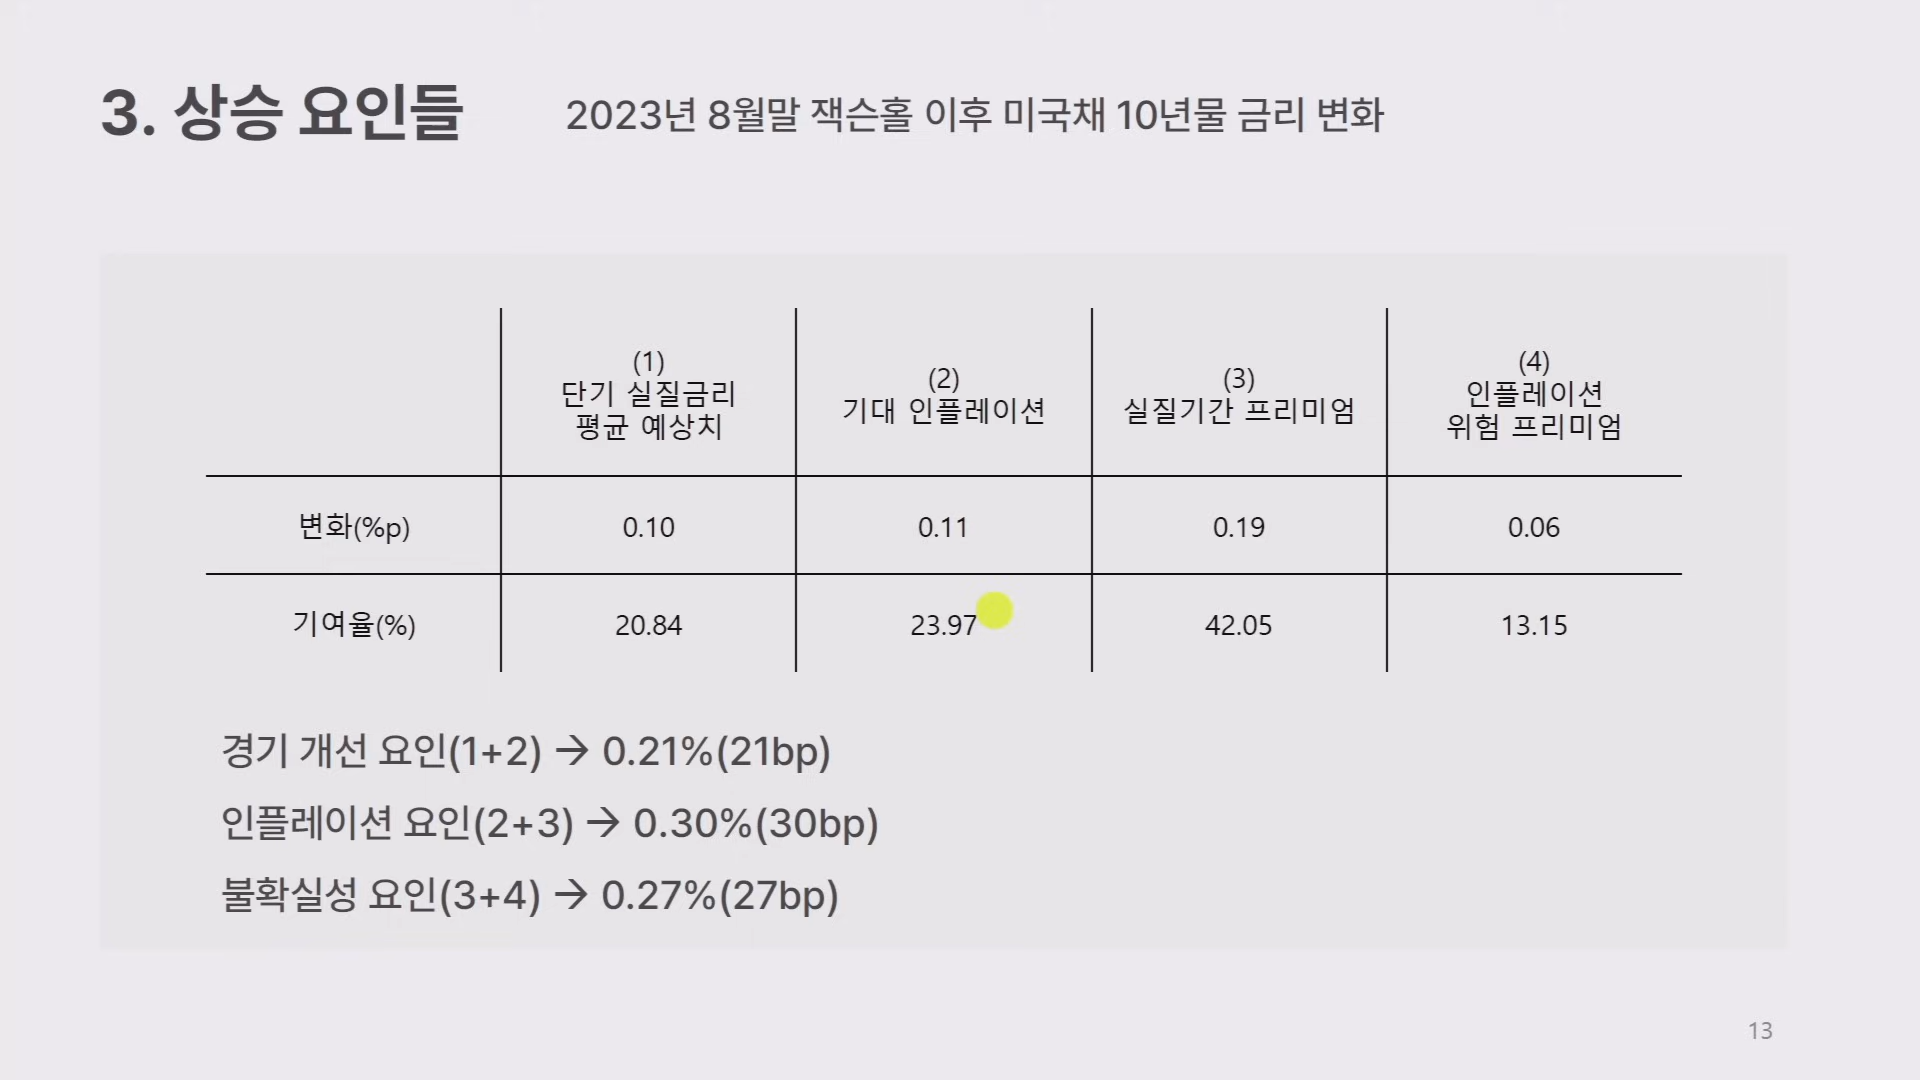 3. 상승 요인들
2023년 8월말 잭슨홀 이후 미국채 10년물 금리 변화
(1)
단기 실질금리
평균 예상치
(2)
기대 인플레이션
(3)
실질기간 프리미엄
(4)
인플레이션
위험 프리미엄
변화(%p) 0.10 0.11 0.19 0.06
기여율(%) 20.84 23.97 42.05 13.15
경기 개선 요인(1+2) → 0.21%(21bp)
인플레이션 요인(2+3) → 0.30%(30bp)
불확실성 요인(3+4) → 0.27%(27bp)
13